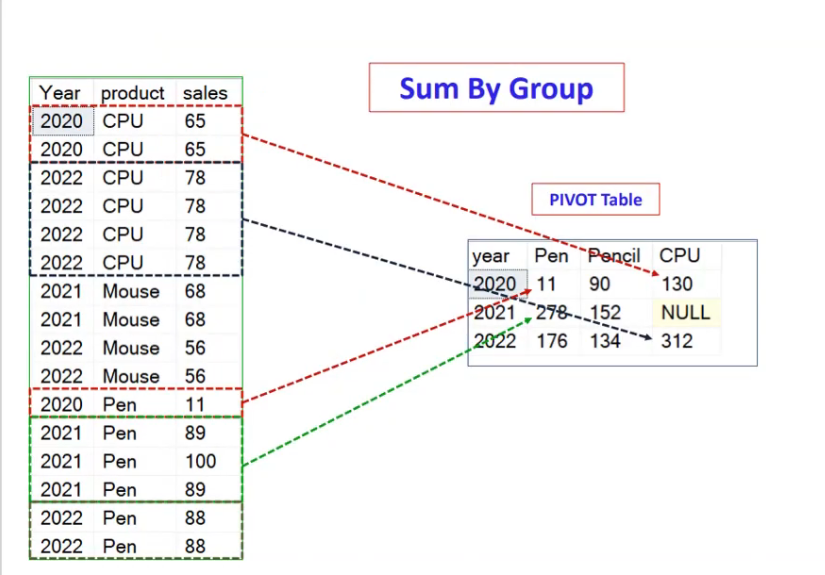 Sum By Group
Year product sales
2020 CPU 65
2020 CPU 65
2022 CPU 78
2022 CPU 78
2022 CPU 78
2022 CPU 78
2021 Mouse 68
2021 Mouse 68
2022 Mouse 56
2022 Mouse 56
2020 Pen 11
2021 Pen 89
2021 Pen 100
2021 Pen 89
2022 Pen 88
2022 Pen 88
PIVOT Table
year Pen Pencil CPU
2020 11 90 130
2021 278 152 NULL
2022 176 134 312